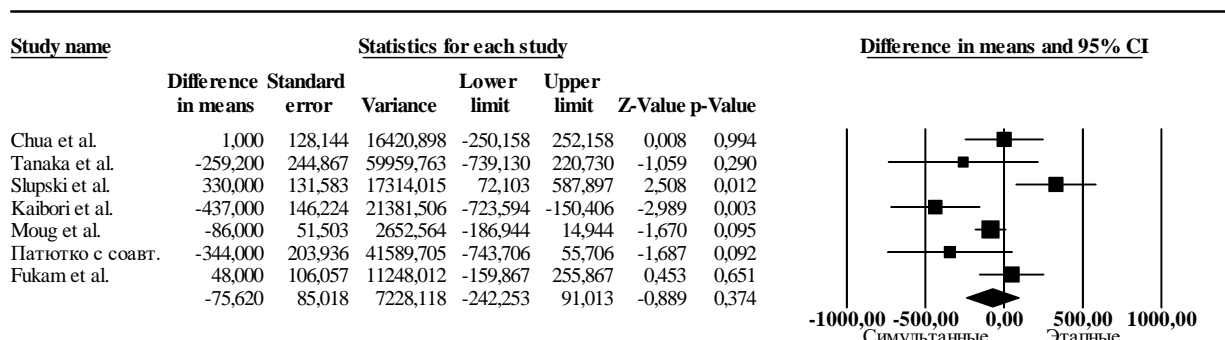 Study name Statistics for each study Difference in means and 95% CI
Difference Standard Lower Upper
in means error Variance limit limit Z-Value p-Value
Chua et al. 1,000 128,144 16420,898 -250,158 252,158 0,008 0,994
Tanaka et al. -259,200 244,867 59959,763 -739,130 220,730 -1,059 0,290
Slupski et al. 330,000 131,583 17314,015 72,103 587,897 2,508 0,012
Kaibori et al. -437,000 146,224 21381,506 -723,594 -150,406 -2,989 0,003
Moug et al. -86,000 51,503 2652,564 -186,944 14,944 -1,670 0,095
Патютко с соавт. -344,000 203,936 41589,705 -743,706 55,706 -1,687 0,092
Fukam et al. 48,000 106,057 11248,012 -159,867 255,867 0,453 0,651
-75,620 85,018 7228,118 -242,253 91,013 -0,889 0,374
-1000,00 -500,00 0,00 500,00 1000,00
Симультанные Этапные